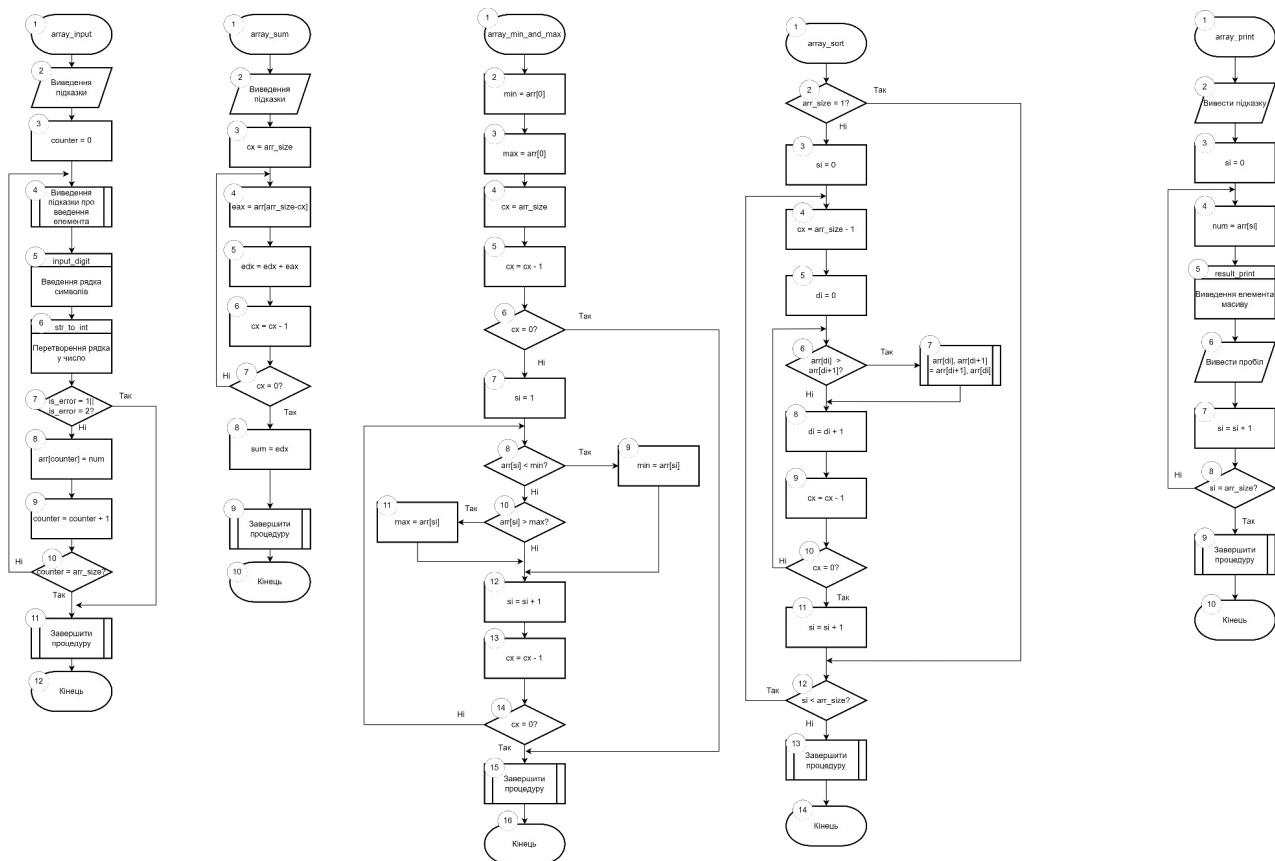 1
array_input
2
Виведення
підказки
3
counter = 0
4
Виведення
підказки про
введення
елемента
5
input_digit
Введення рядка
символів
6
str_to_int
Перетворення рядка
у число
7
is_error = 1||
is_error = 2?
Так
Ні
8
arr[counter] = num
9
counter = counter + 1
10
counter = arr_size?
Ні
Так
11
Завершити
процедуру
12
Кінець
1
array_sum
2
Виведення
підказки
3
cx = arr_size
4
eax = arr[arr_size-cx]
5
edx = edx + eax
6
cx = cx - 1
7
cx = 0?
Ні
Так
8
sum = edx
9
Завершити
процедуру
10
Кінець
1
array_min_and_max
2
min = arr[0]
3
max = arr[0]
4
cx = arr_size
5
cx = cx - 1
6
cx = 0?
Так
Ні
7
si = 1
8
arr[si] < min?
Так
Ні
9
min = arr[si]
10
arr[si] > max?
Так
Ні
11
max = arr[si]
12
si = si + 1
13
cx = cx - 1
14
cx = 0?
Ні
Так
15
Завершити
процедуру
16
Кінець
1
array_sort
2
arr_size = 1?
Так
Ні
3
si = 0
4
cx = arr_size - 1
5
di = 0
6
arr[di] >
arr[di+1]?
Так
Ні
7
arr[di], arr[di+1]
= arr[di+1], arr[di]
8
di = di + 1
9
cx = cx - 1
10
cx = 0?
Ні
Так
11
si = si + 1
12
si < arr_size?
Так
Ні
13
Завершити
процедуру
14
Кінець
1
array_print
2
Вивести підказку
3
si = 0
4
num = arr[si]
5
result_print
Виведення елемента
масиву
6
Вивести пробіл
7
si = si + 1
8
si = arr_size?
Ні
Так
9
Завершити
процедуру
10
Кінець